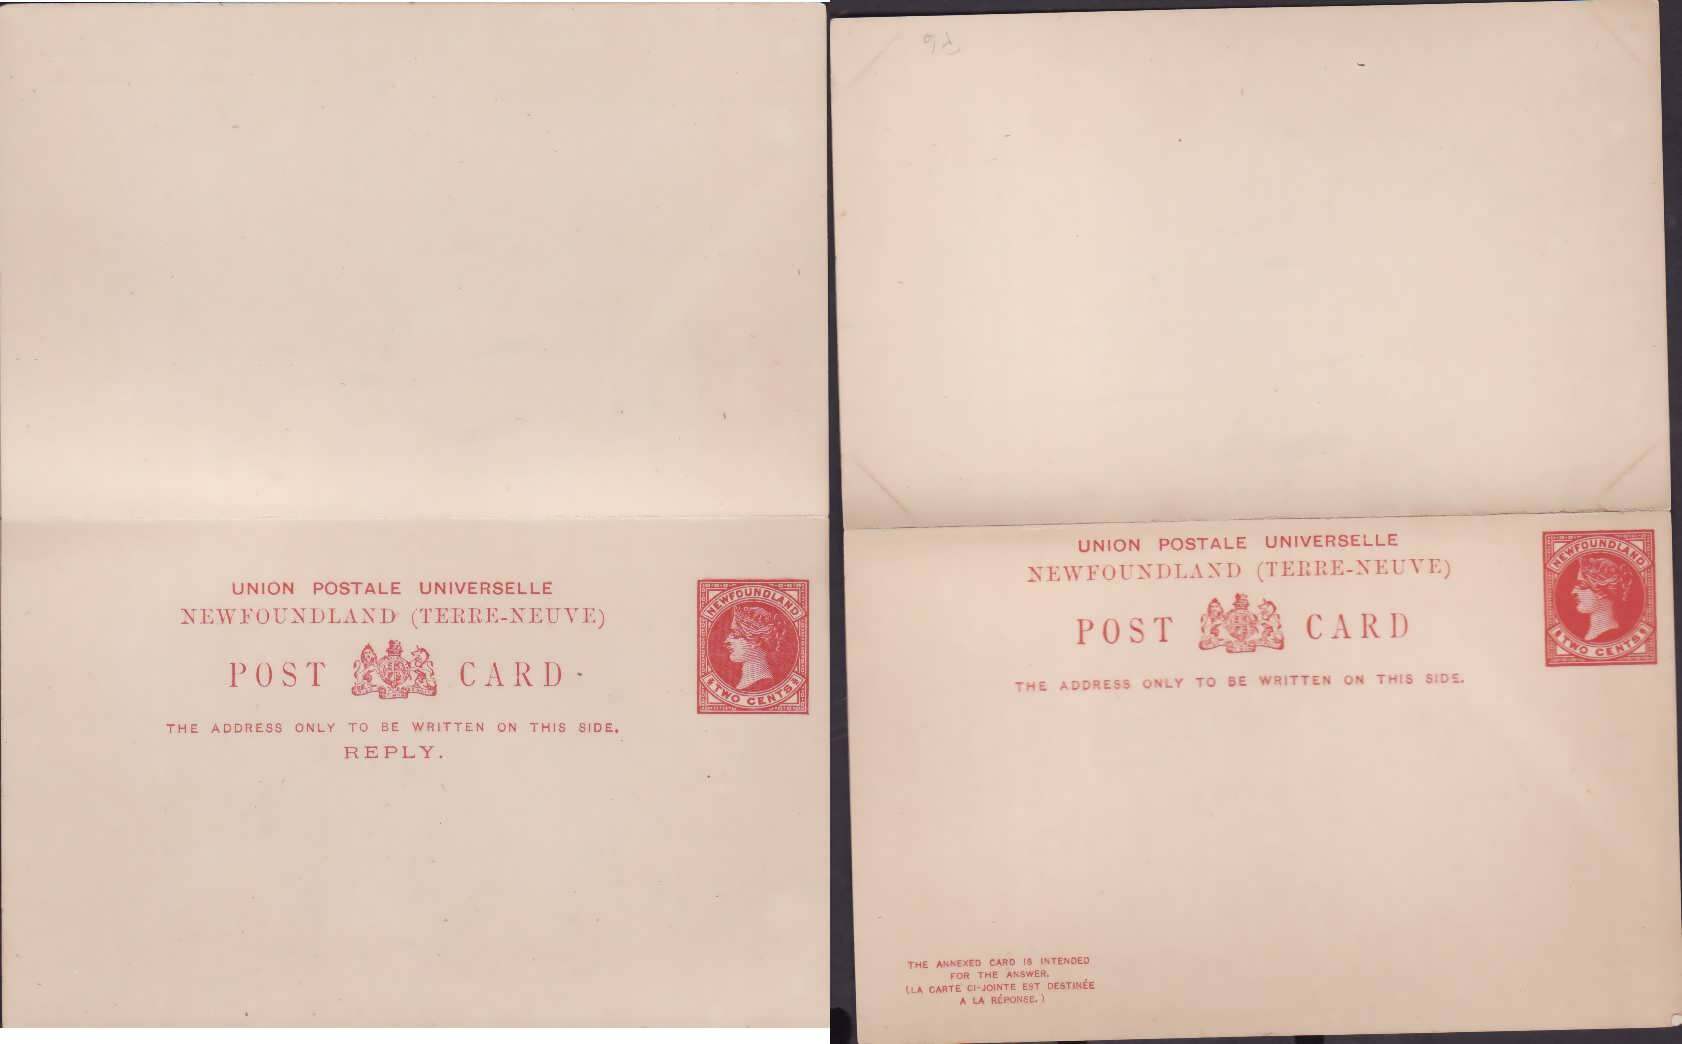 UNION POSTALE UNIVERSELLE
NEWFOUNDLAND (TERRE-NEUVE)
POST CARD
THE ADDRESS ONLY TO BE WRITTEN ON THIS SIDE.
REPLY.
NEWFOUNDLAND
TWO CENTS
UNION POSTALE UNIVERSELLE
NEWFOUNDLAND (TERRE-NEUVE)
POST CARD
THE ADDRESS ONLY TO BE WRITTEN ON THIS SIDE.
NEWFOUNDLAND
TWO CENTS
THE ANNEXED CARD IS INTENDED
FOR THE ANSWER.
(LA CARTE CI-JOINTE EST DESTINÉE
A LA RÉPONSE.)